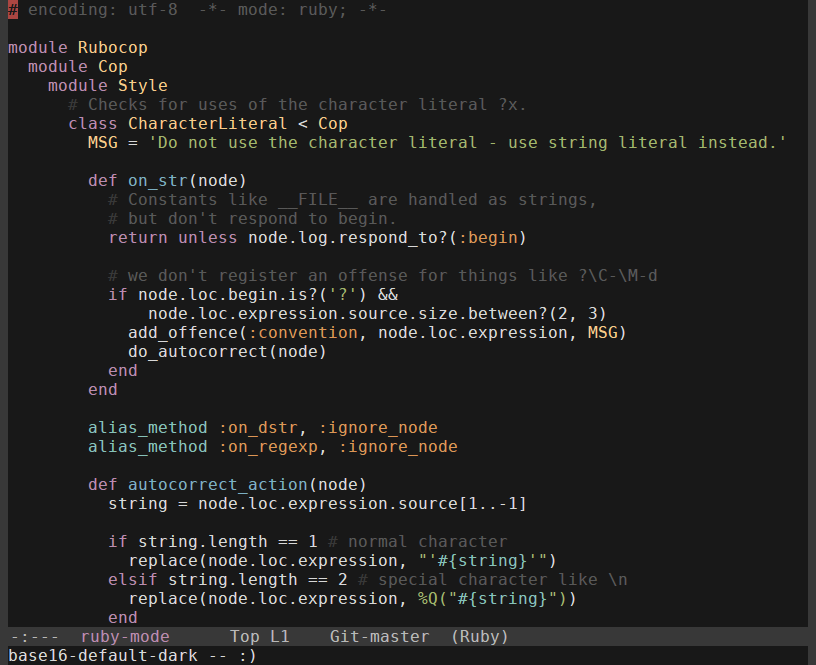 # encoding: utf-8  -*- mode: ruby; -*-

module Rubocop
  module Cop
    module Style
      # Checks for uses of the character literal ?x.
      class CharacterLiteral < Cop
        MSG = 'Do not use the character literal - use string literal instead.'

        def on_str(node)
          # Constants like __FILE__ are handled as strings,
          # but don't respond to begin.
          return unless node.log.respond_to?(:begin)

          # we don't register an offense for things like ?\C-\M-d
          if node.loc.begin.is?('?') &&
              node.loc.expression.source.size.between?(2, 3)
            add_offence(:convention, node.loc.expression, MSG)
            do_autocorrect(node)
          end
        end

        alias_method :on_dstr, :ignore_node
        alias_method :on_regexp, :ignore_node

        def autocorrect_action(node)
          string = node.loc.expression.source[1..-1]

          if string.length == 1 # normal character
            replace(node.loc.expression, "'#{string}'")
          elsif string.length == 2 # special character like \n
            replace(node.loc.expression, %Q("#{string}"))
          end
-:---  ruby-mode      Top L1    Git-master  (Ruby)
base16-default-dark -- :)